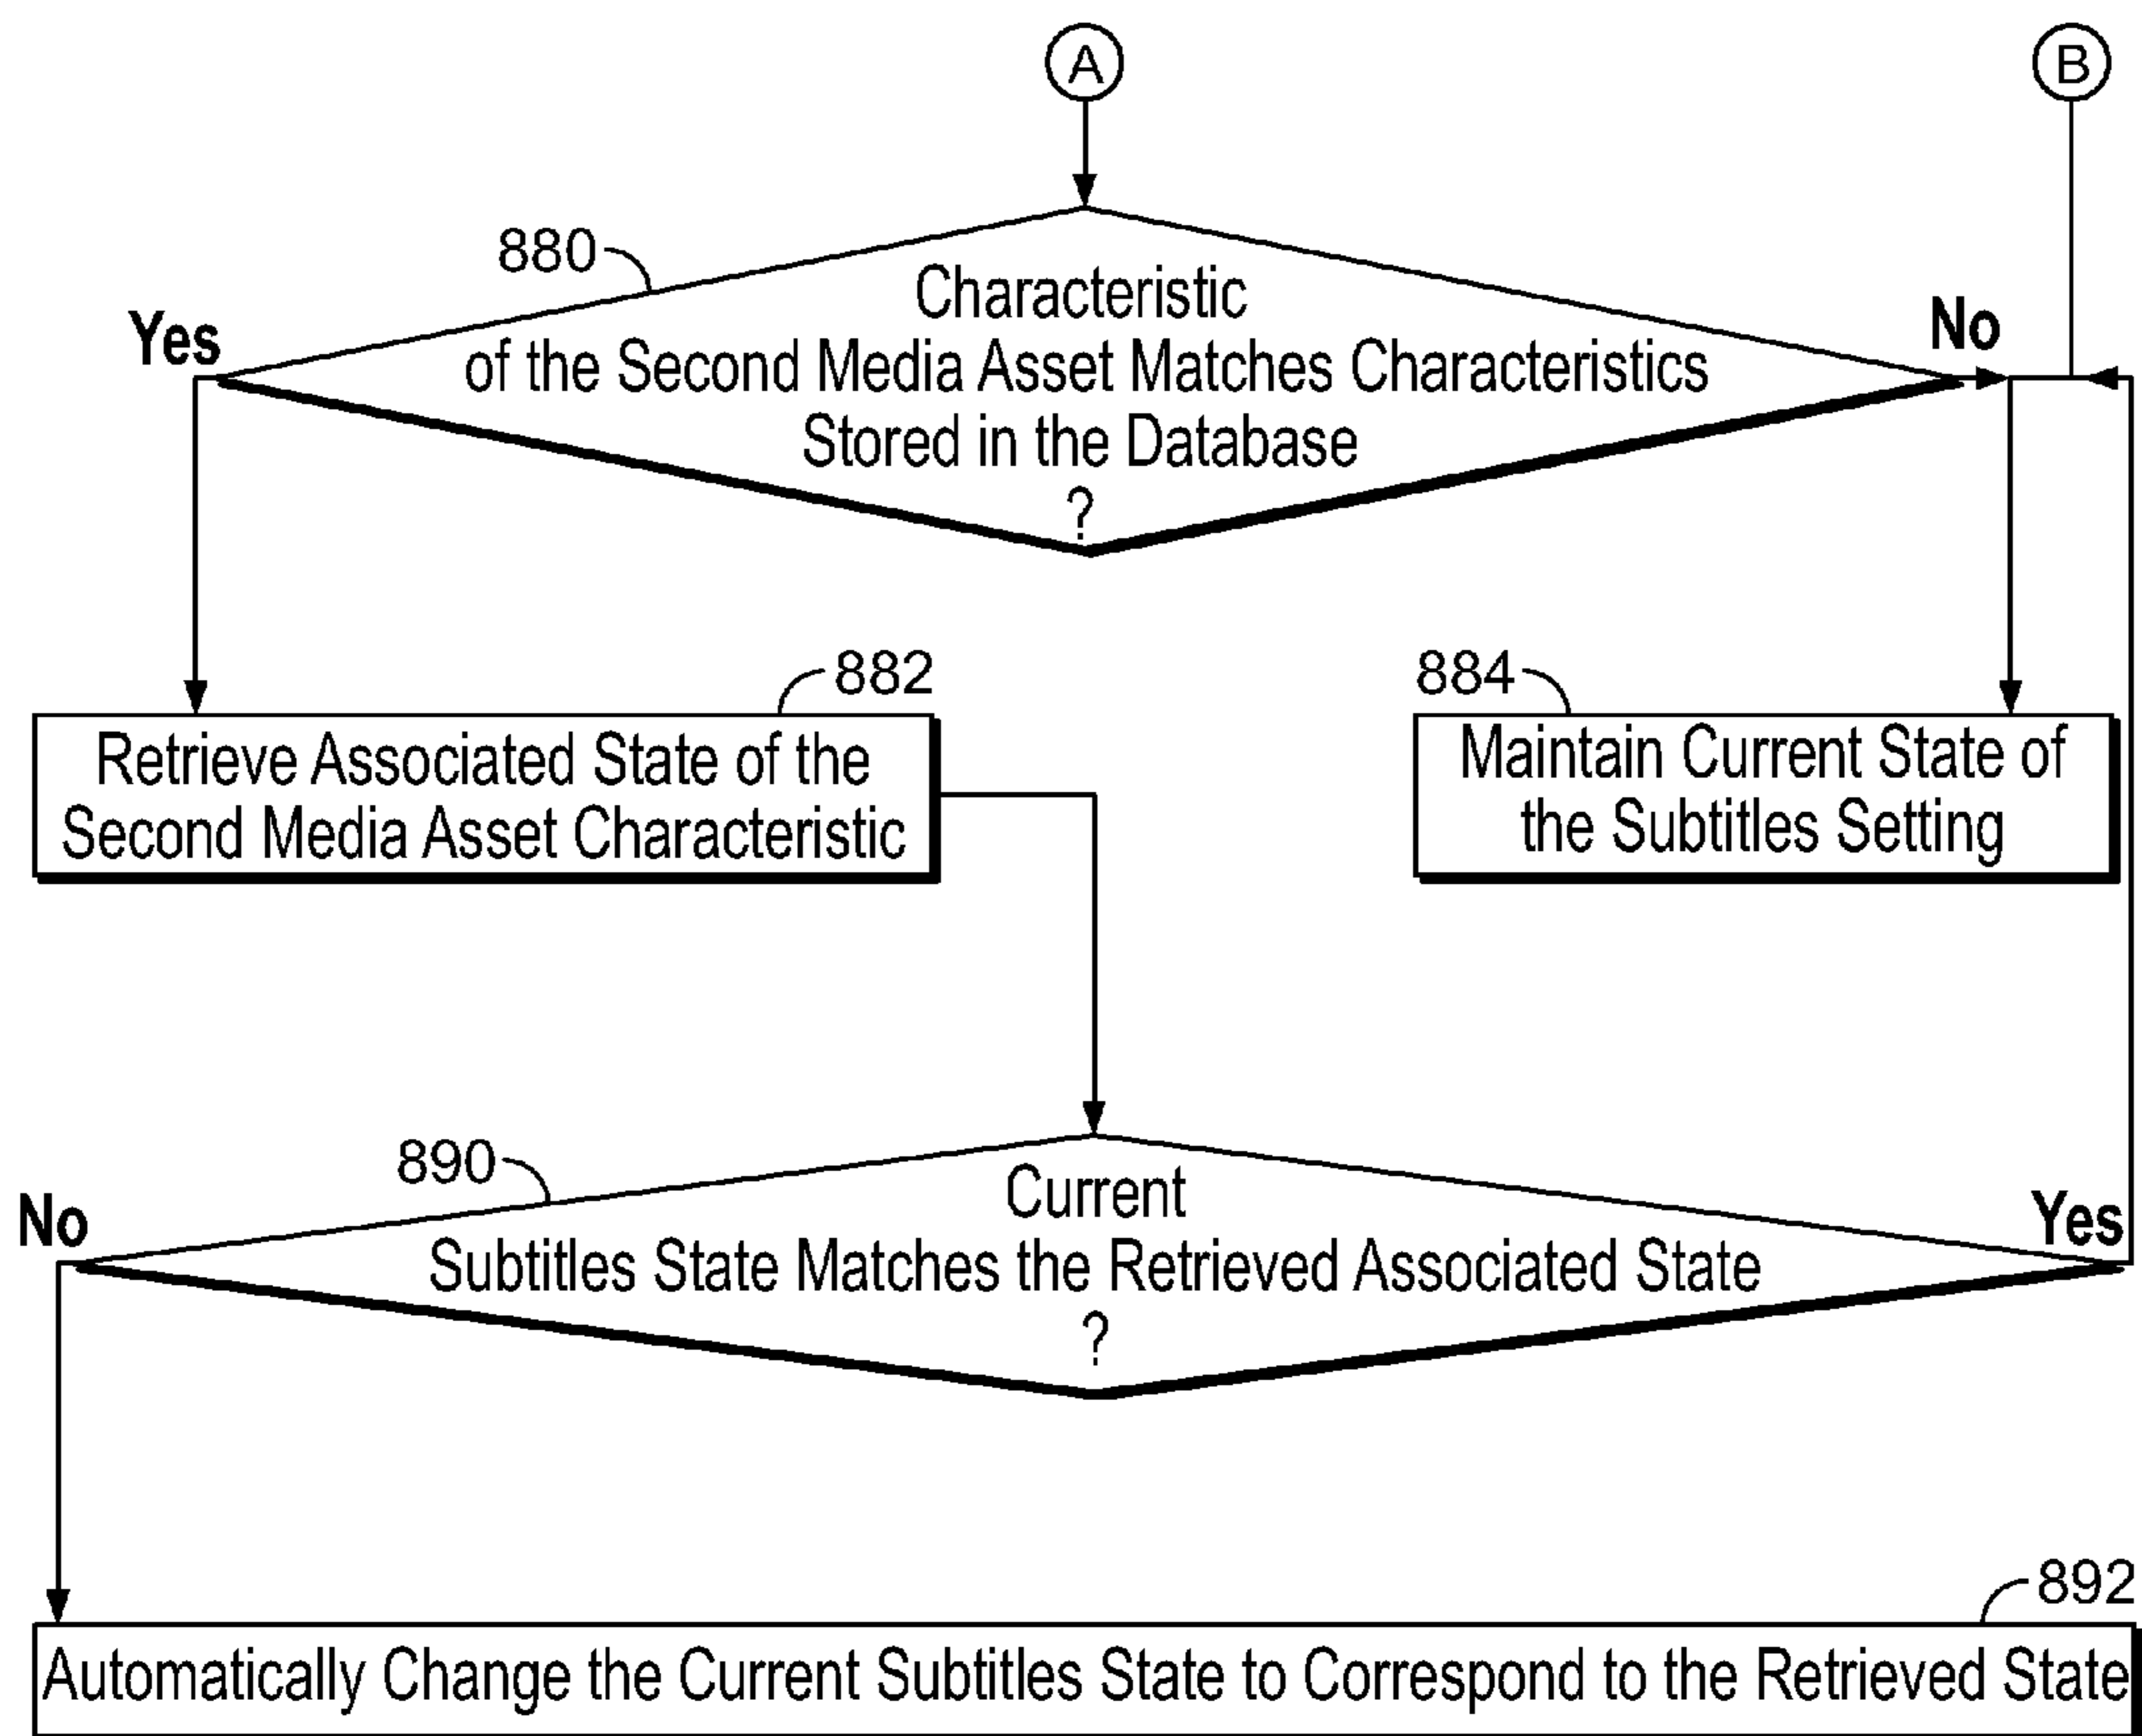 A
B
880
Characteristic
of the Second Media Asset Matches Characteristics
Stored in the Database
?
Yes
No
882
Retrieve Associated State of the
Second Media Asset Characteristic
884
Maintain Current State of
the Subtitles Setting
890
Current
Subtitles State Matches the Retrieved Associated State
?
No
Yes
892
Automatically Change the Current Subtitles State to Correspond to the Retrieved State